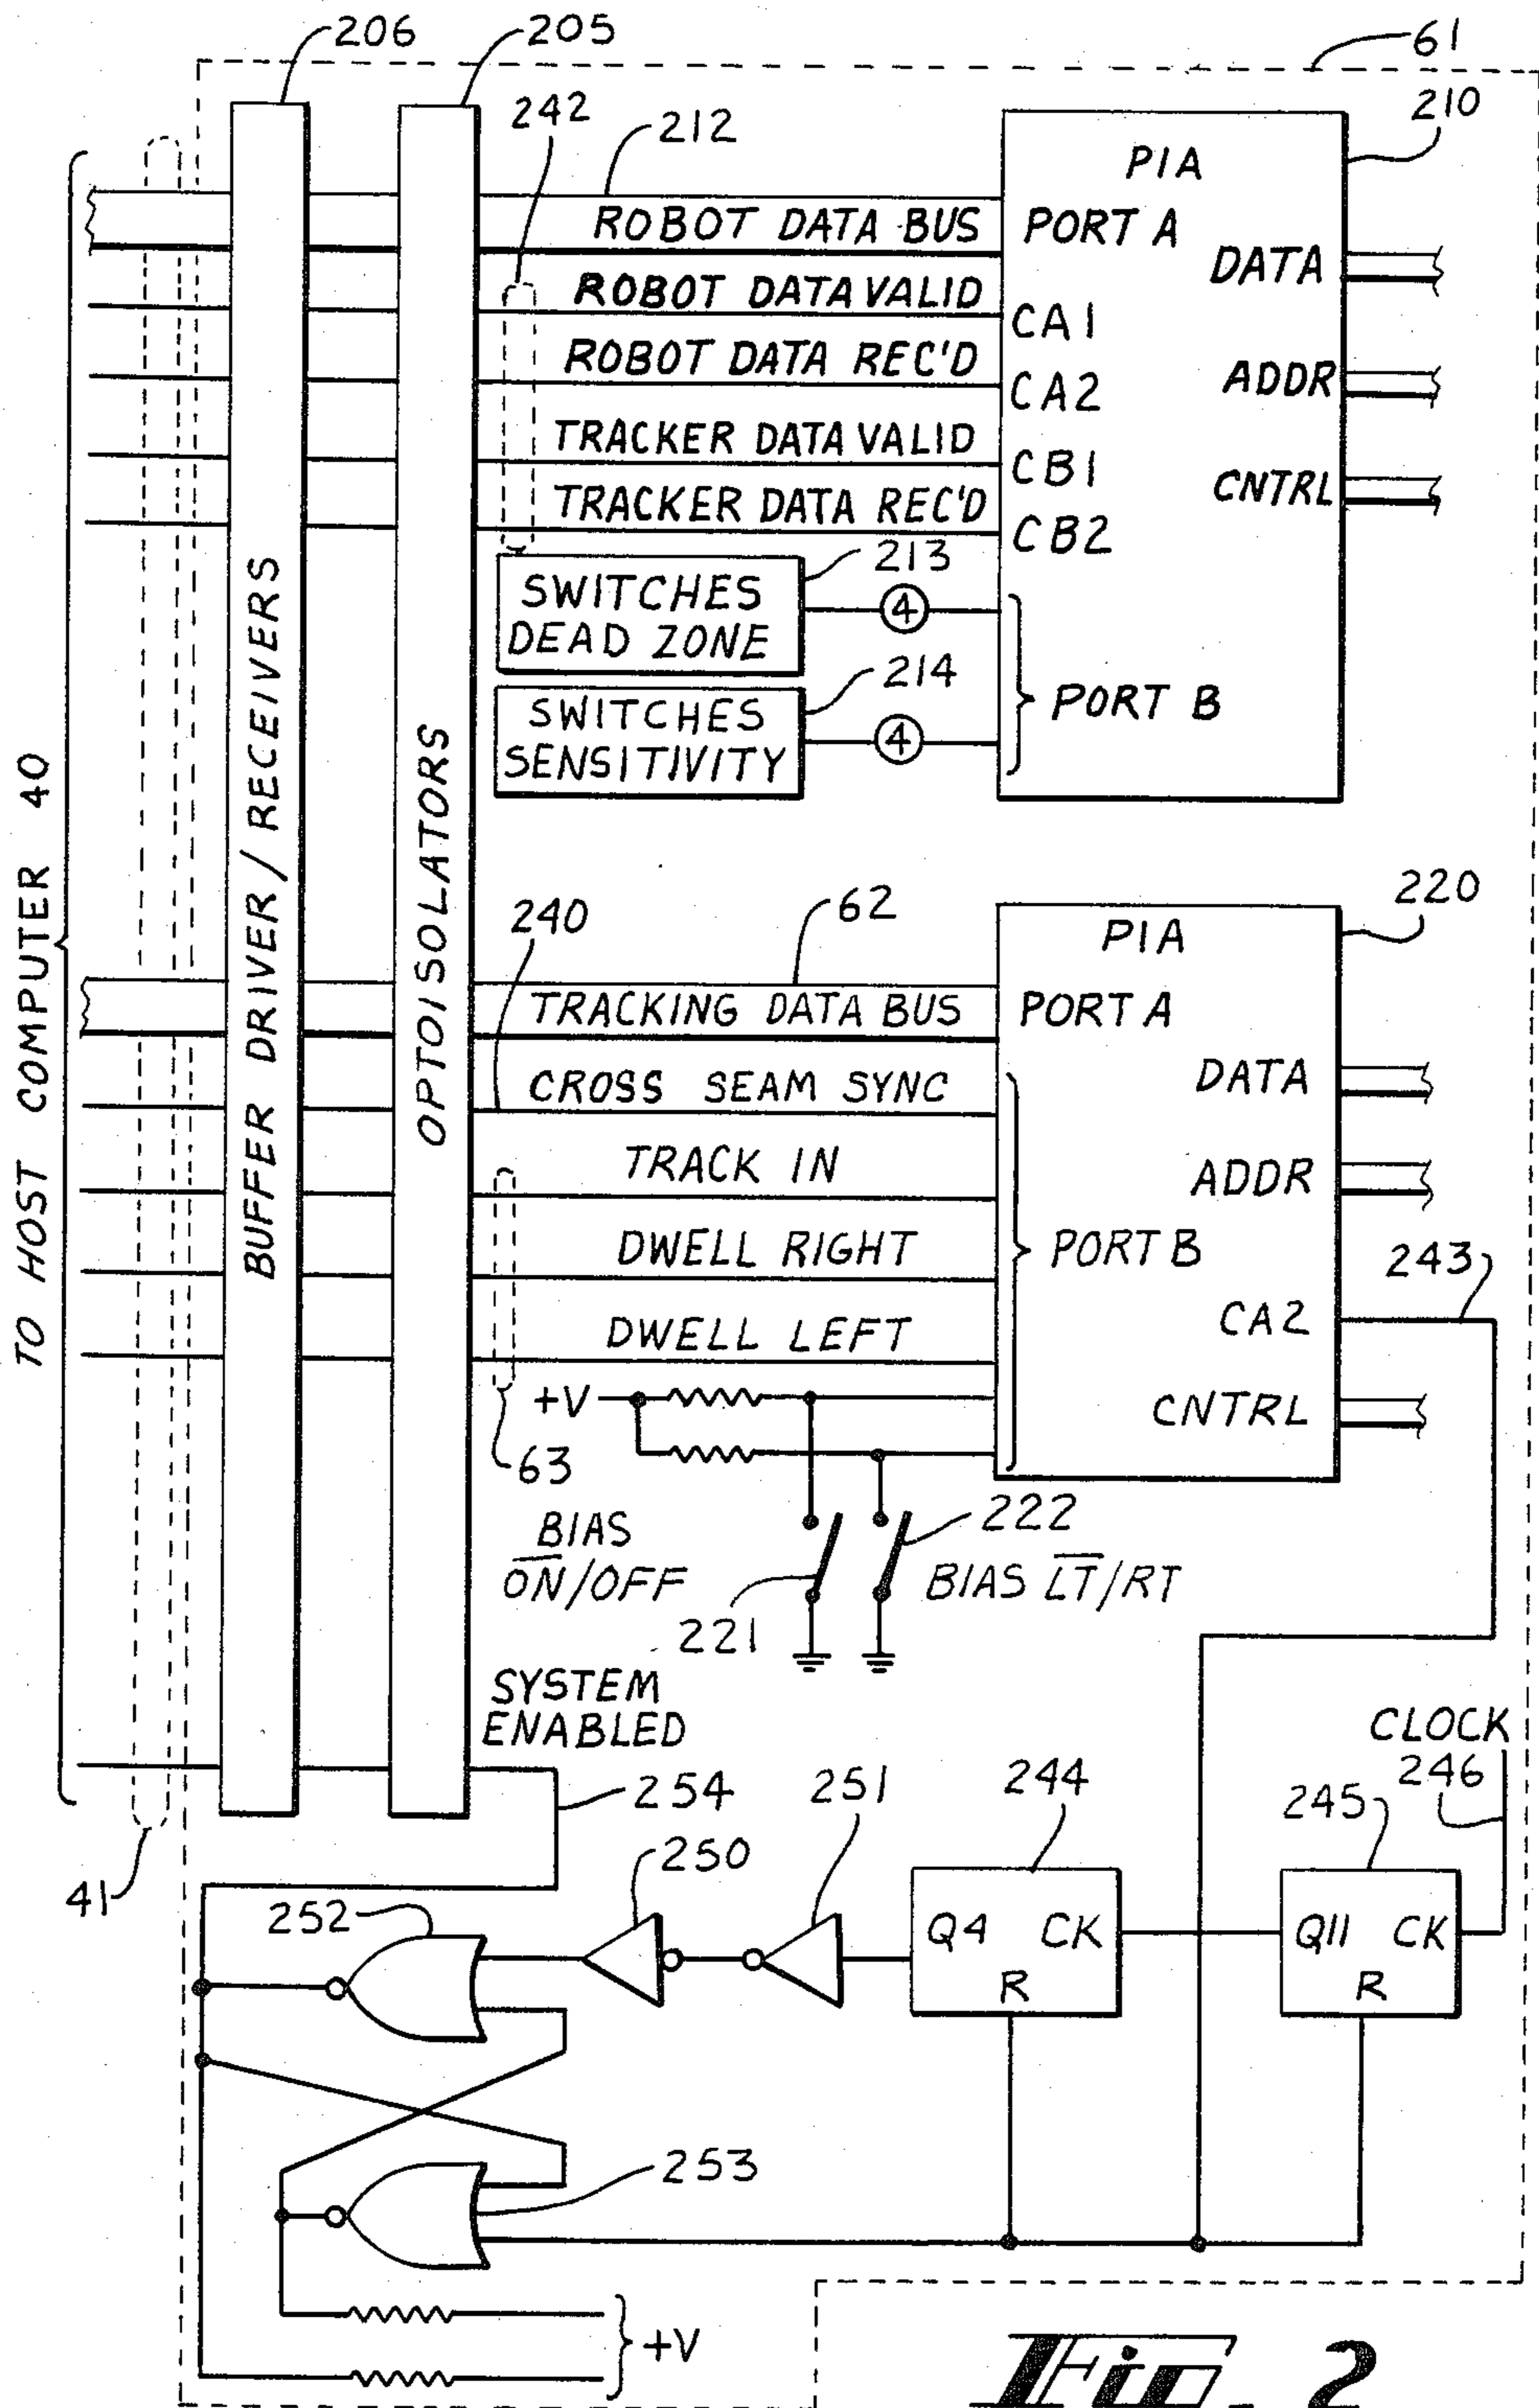 206
205
61
242
212
210
PIA
ROBOT DATA BUS
PORT A
DATA
ROBOT DATA VALID
CA1
ROBOT DATA REC'D
CA2
ADDR
TRACKER DATA VALID
CB1
CNTRL
TRACKER DATA REC'D
CB2
SWITCHES
DEAD ZONE
213
4
SWITCHES
SENSITIVITY
214
4
PORT B
TO HOST COMPUTER 40
BUFFER DRIVER/RECEIVERS
OPTOISOLATORS
240
62
220
PIA
TRACKING DATA BUS
PORT A
CROSS SEAM SYNC
DATA
TRACK IN
ADDR
DWELL RIGHT
PORT B
243
DWELL LEFT
CA2
+V
CNTRL
63
BIAS
O̅N̅/OFF
221
222
BIAS L̅T̅/RT
SYSTEM
ENABLED
254
CLOCK
246
41
250
251
244
245
252
Q4 CK
R
Q11 CK
R
253
+V
Fig. 2